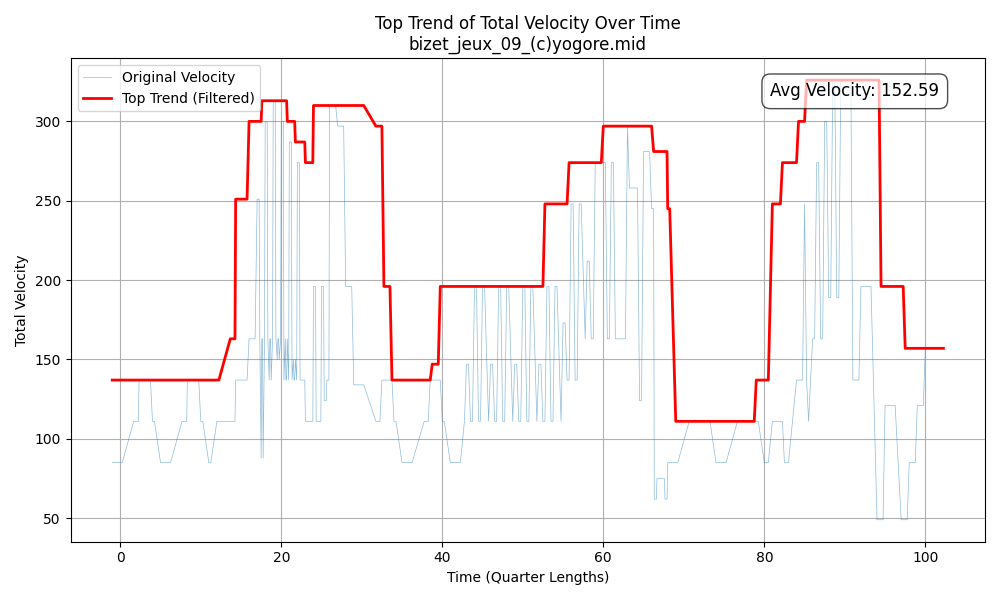 Top Trend of Total Velocity Over Time
bizet_jeux_09_(c)yogore.mid
Original Velocity
Top Trend (Filtered)
Avg Velocity: 152.59
Total Velocity
300
250
200
150
100
50
0 20 40 60 80 100
Time (Quarter Lengths)